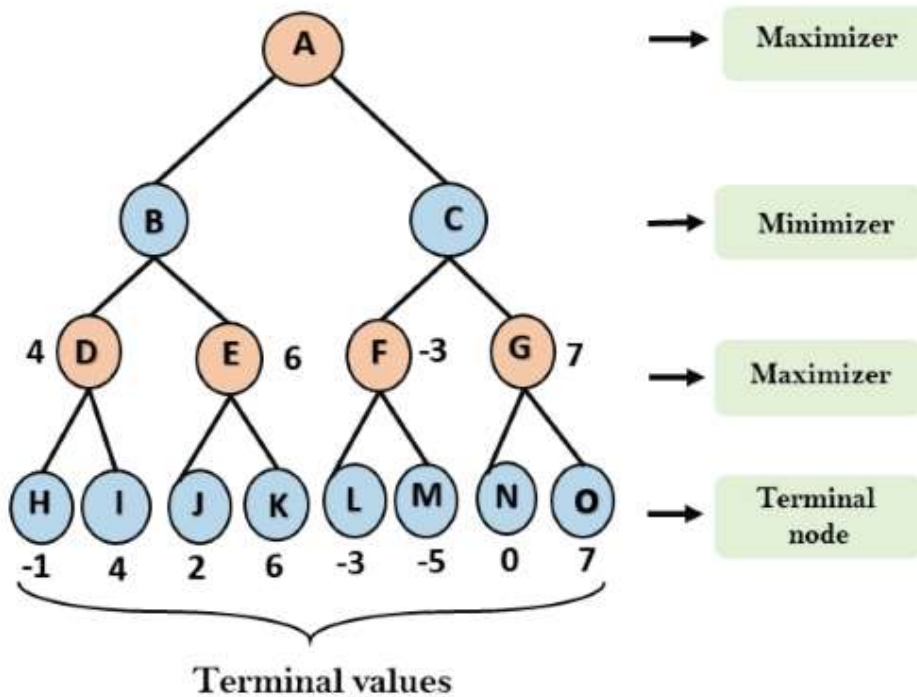 A
Maximizer
B
C
Minimizer
4 D
E 6
F -3
G 7
Maximizer
H I J K L M N O
Terminal
node
-1 4 2 6 -3 -5 0 7
Terminal values